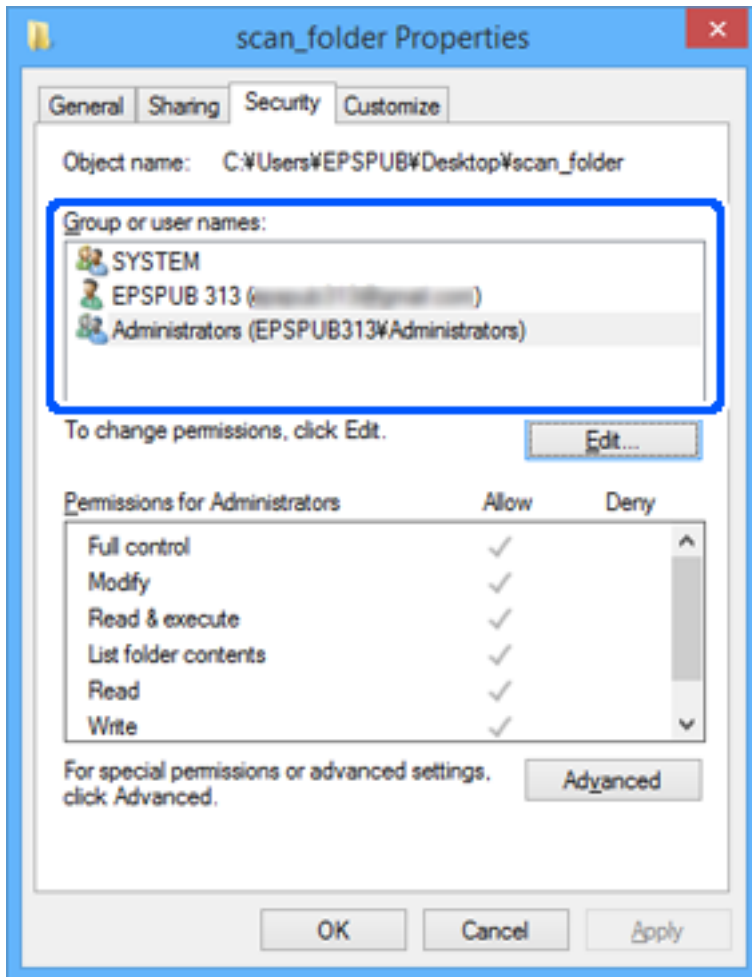 scan_folder Properties
General Sharing Security Customize
Object name: C:¥Users¥EPSPUB¥Desktop¥scan_folder
Group or user names:
SYSTEM
EPSPUB 313 ( )
Administrators (EPSPUB313¥Administrators)
To change permissions, click Edit.
Edit...
Permissions for Administrators Allow Deny
Full control
Modify
Read & execute
List folder contents
Read
Write
For special permissions or advanced settings,
click Advanced.
Advanced
OK Cancel Apply